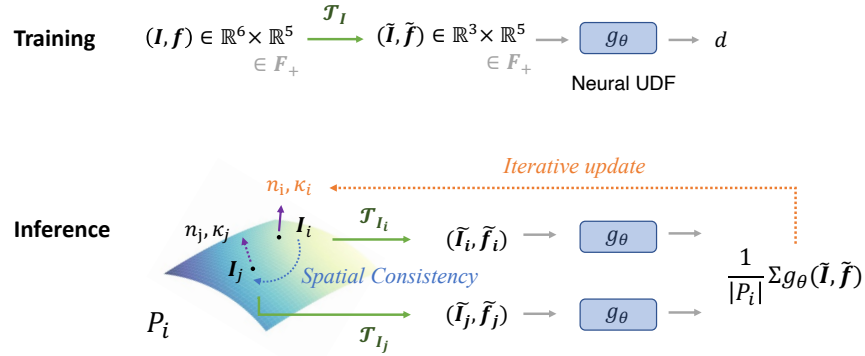 Training (𝑰, 𝒇) ∈ ℝ⁶ × ℝ⁵ 𝓣_𝑰 (𝑰̃, 𝒇̃) ∈ ℝ³ × ℝ⁵ g_θ d
∈ 𝑭₊ ∈ 𝑭₊
Neural UDF
Iterative update
n_i, κ_i
Inference n_j, κ_j 𝑰_i 𝓣_{𝑰_i} (𝑰̃_i, 𝒇̃_i) g_θ
𝑰_j Spatial Consistency 1/|P_i| Σg_θ(𝑰̃, 𝒇̃)
P_i 𝓣_{𝑰_j} (𝑰̃_j, 𝒇̃_j) g_θ